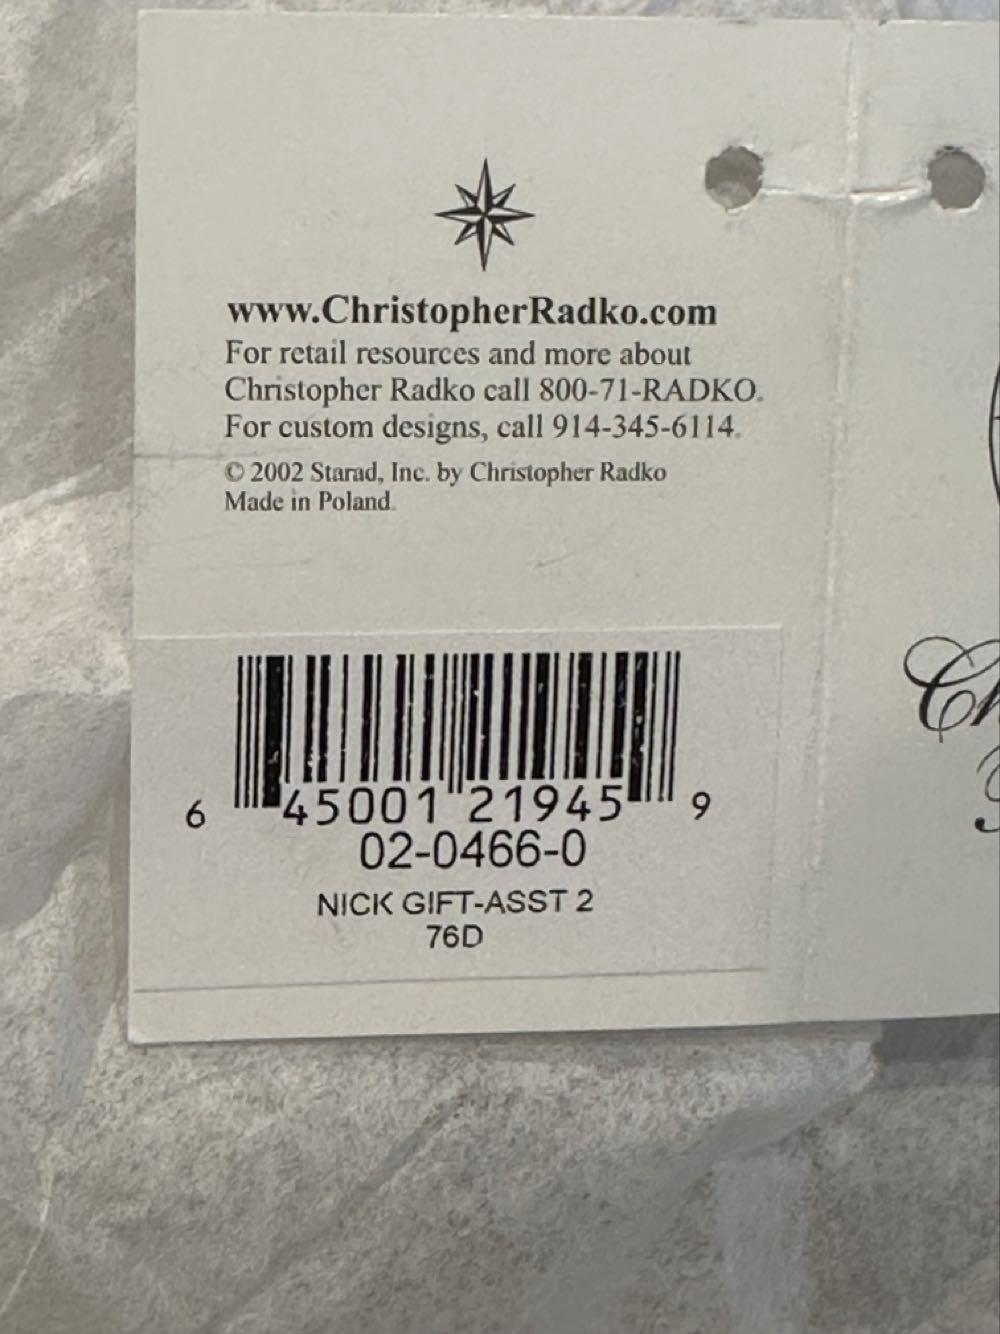 www.ChristopherRadko.com
For retail resources and more about
Christopher Radko call 800-71-RADKO.
For custom designs, call 914-345-6114.
© 2002 Starad, Inc. by Christopher Radko
Made in Poland.
6 45001 21945 9
02-0466-0
NICK GIFT-ASST 2
76D